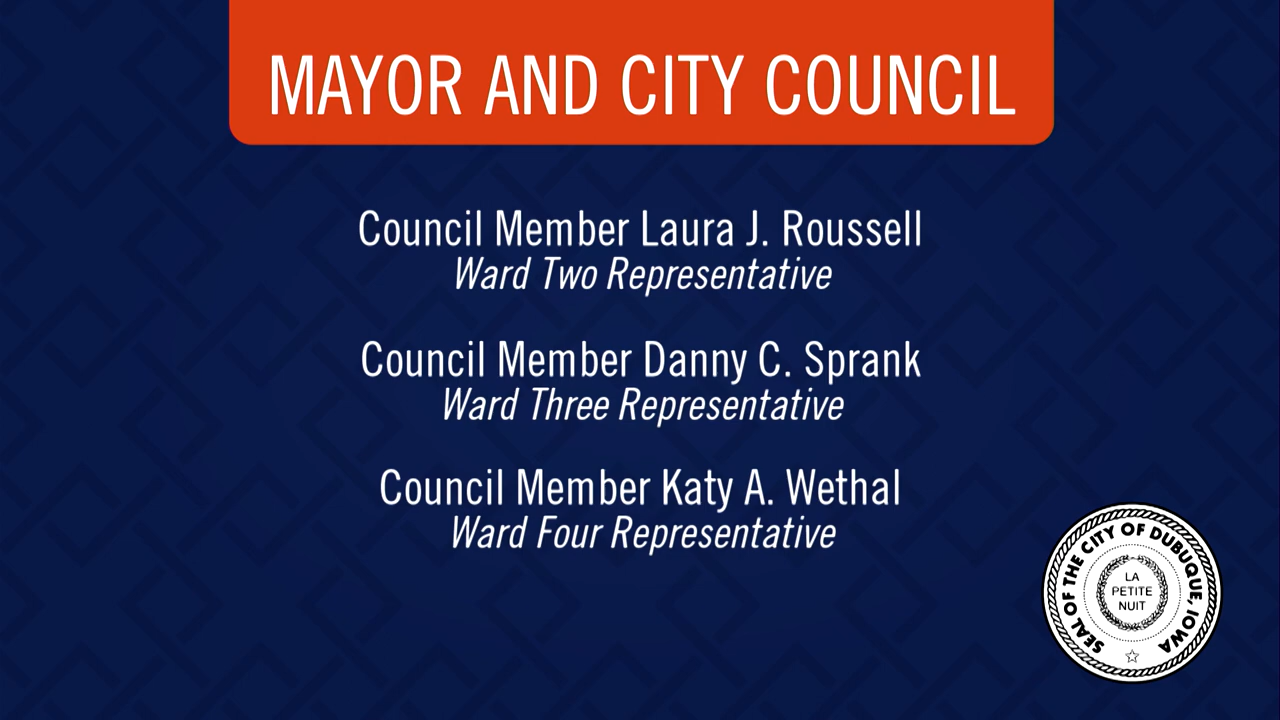 MAYOR AND CITY COUNCIL
Council Member Laura J. Roussell
Ward Two Representative
Council Member Danny C. Sprank
Ward Three Representative
Council Member Katy A. Wethal
Ward Four Representative
SEAL OF THE CITY OF DUBUQUE, IOWA
LA
PETITE
NUIT